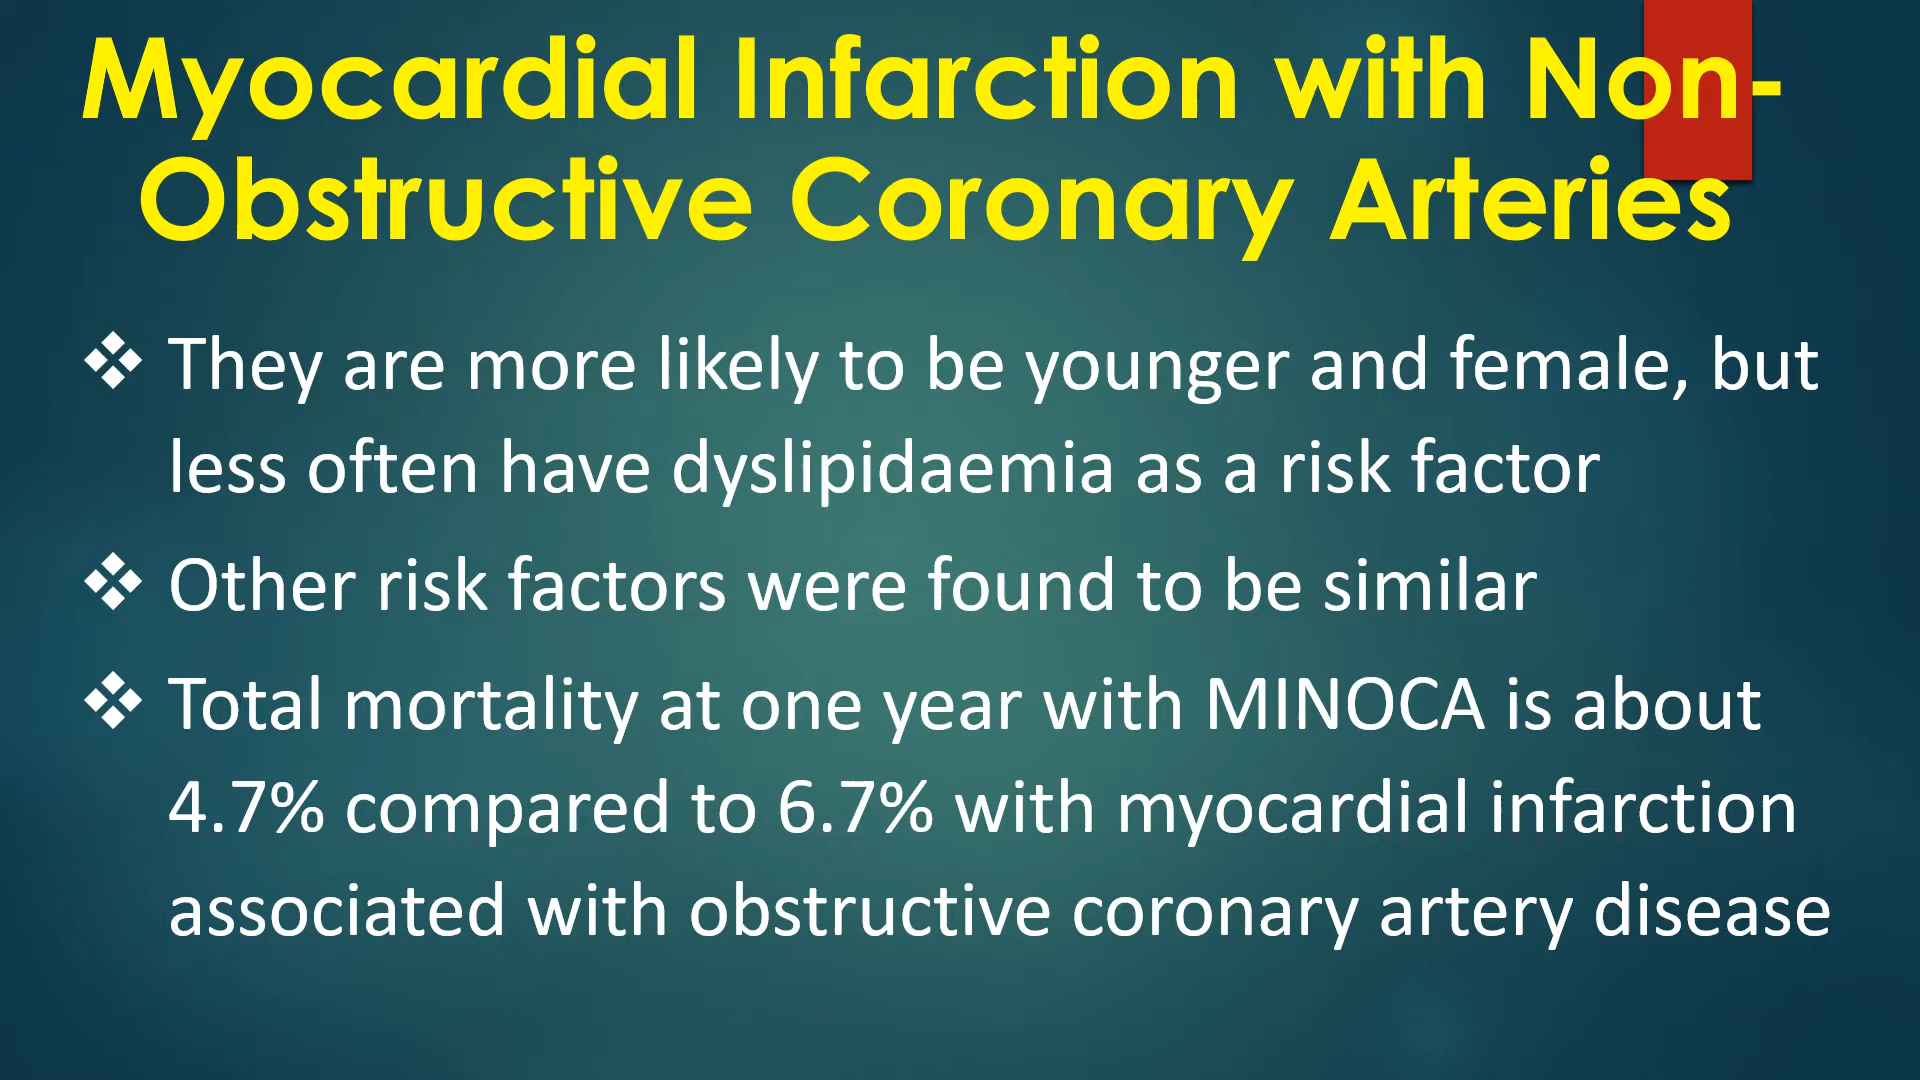 Myocardial Infarction with Non-
Obstructive Coronary Arteries
❖ They are more likely to be younger and female, but
less often have dyslipidaemia as a risk factor
❖ Other risk factors were found to be similar
❖ Total mortality at one year with MINOCA is about
4.7% compared to 6.7% with myocardial infarction
associated with obstructive coronary artery disease